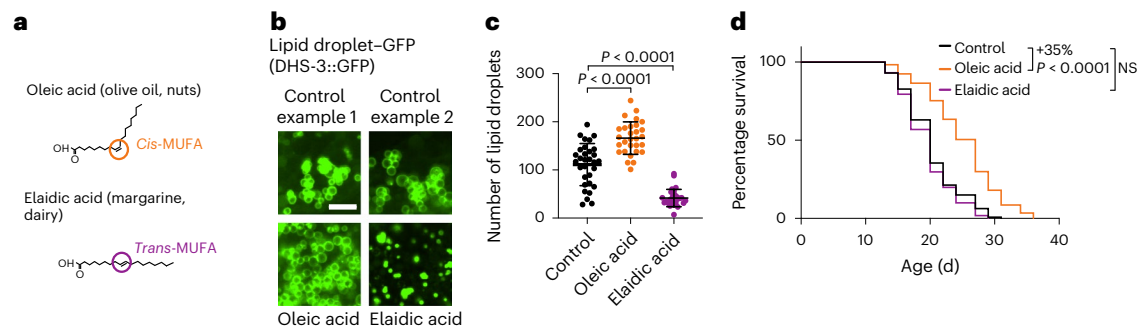 a
Oleic acid (olive oil, nuts)
OH
O
Cis-MUFA
Elaidic acid (margarine,
dairy)
Trans-MUFA
OH
O
b
Lipid droplet–GFP
(DHS-3::GFP)
Control
example 1
Control
example 2
Oleic acid
Elaidic acid
c
P < 0.0001
P < 0.0001
Number of lipid droplets
300
200
100
0
Control
Oleic acid
Elaidic acid
d
Control
Oleic acid
Elaidic acid
+35%
P < 0.0001
NS
Percentage survival
100
50
0
0
10
20
30
40
Age (d)